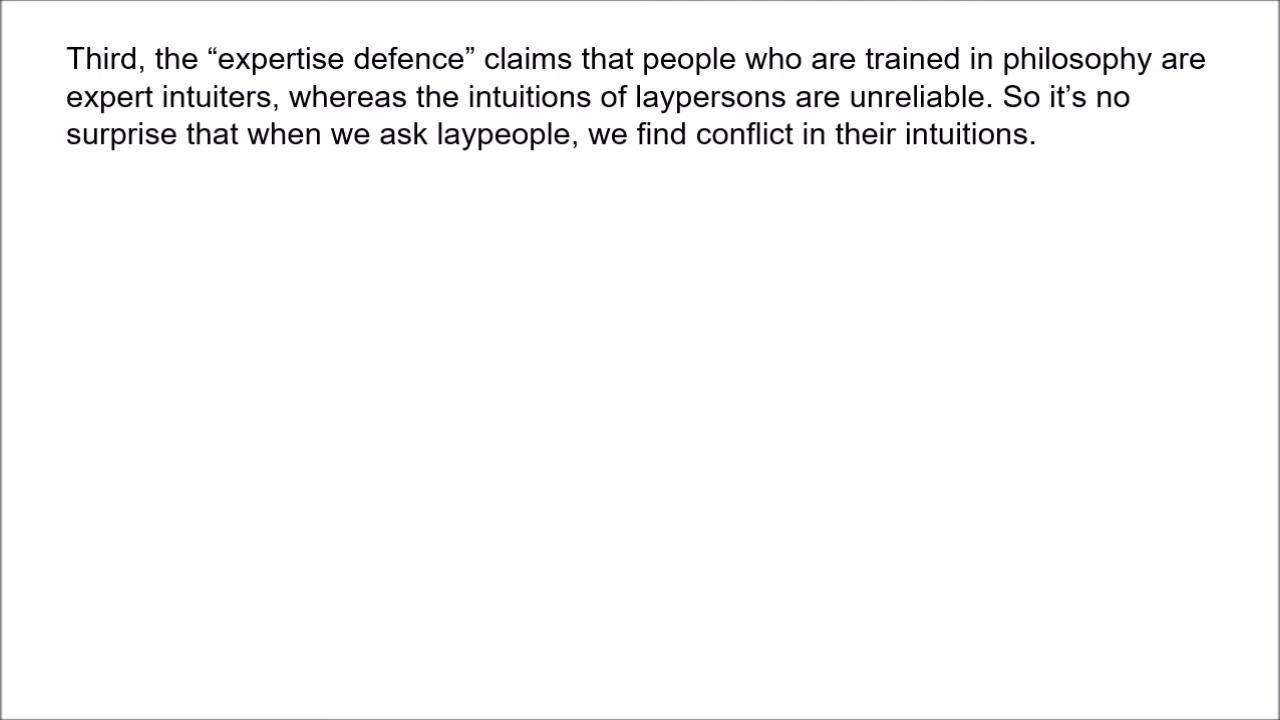 Third, the “expertise defence” claims that people who are trained in philosophy are
expert intuiters, whereas the intuitions of laypersons are unreliable. So it’s no
surprise that when we ask laypeople, we find conflict in their intuitions.